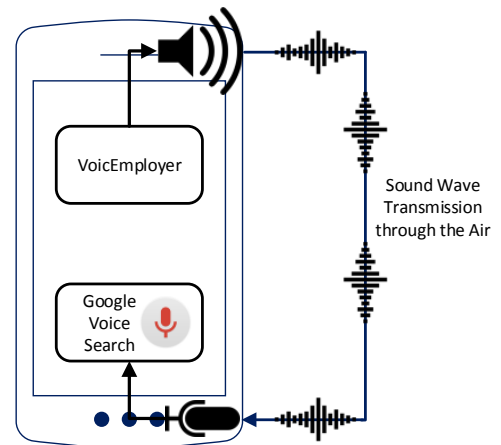 VoicEmployer
Sound Wave
Transmission
through the Air
Google
Voice
Search